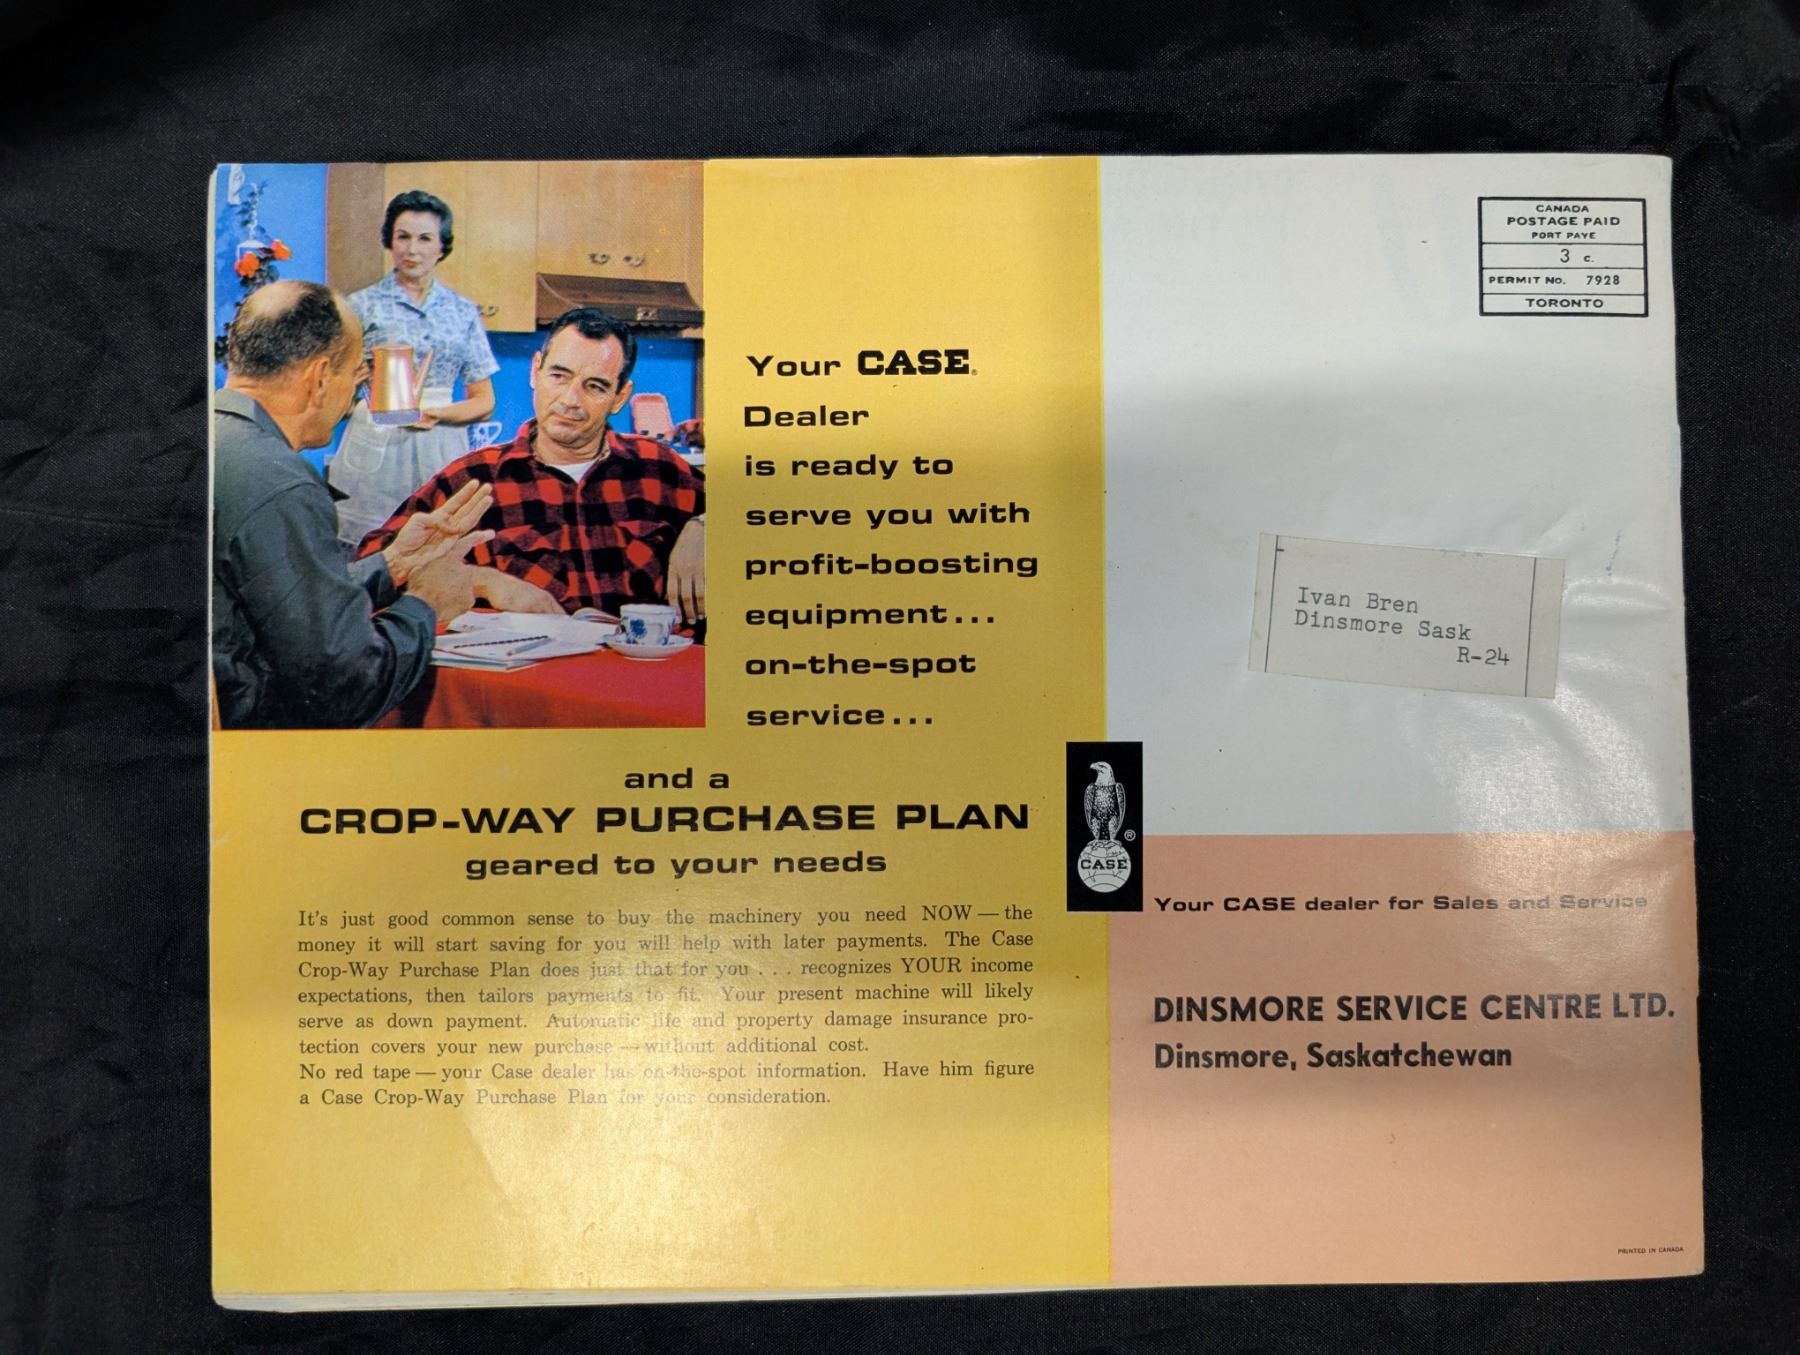 Your CASE®
Dealer
is ready to
serve you with
profit-boosting
equipment...
on-the-spot
service...
and a
CROP-WAY PURCHASE PLAN
geared to your needs
It's just good common sense to buy the machinery you need NOW — the
money it will start saving for you will help with later payments. The Case
Crop-Way Purchase Plan does just that for you . . . recognizes YOUR income
expectations, then tailors payments to fit. Your present machine will likely
serve as down payment. Automatic life and property damage insurance pro-
tection covers your new purchase — without additional cost.
No red tape — your Case dealer has on-the-spot information. Have him figure
a Case Crop-Way Purchase Plan for your consideration.
CANADA
POSTAGE PAID
PORT PAYE
3 c.
PERMIT No. 7928
TORONTO
Ivan Bren
Dinsmore Sask
R-24
®
CASE
Your CASE dealer for Sales and Service
DINSMORE SERVICE CENTRE LTD.
Dinsmore, Saskatchewan
PRINTED IN CANADA